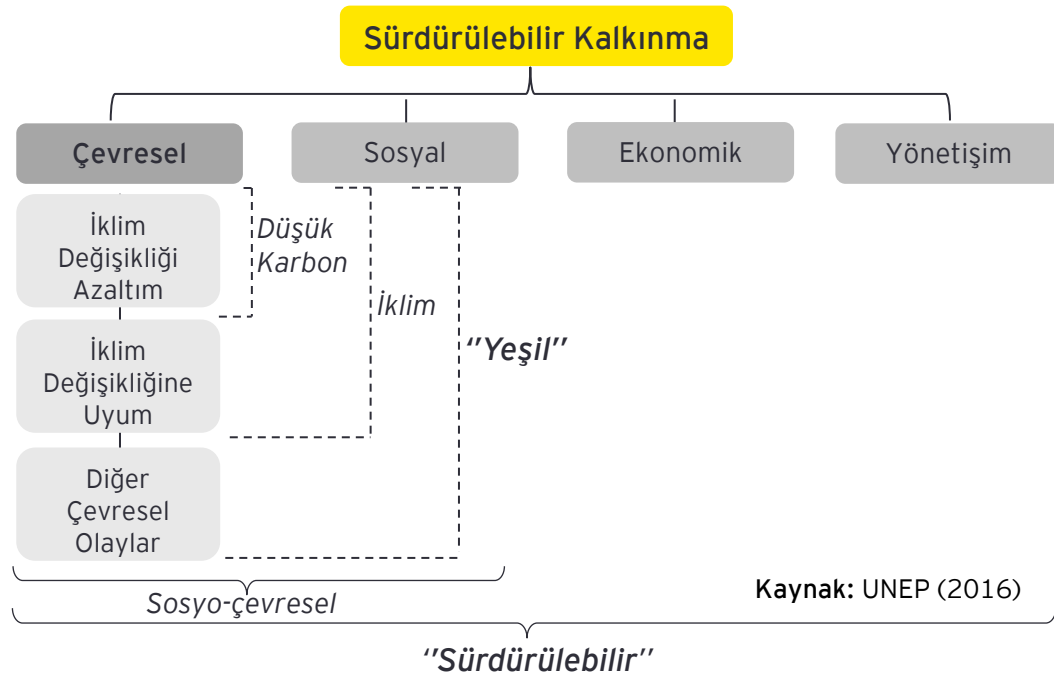 Sürdürülebilir Kalkınma
Çevresel
Sosyal
Ekonomik
Yönetişim
İklim
Değişikliği
Azaltım
Düşük
Karbon
İklim
''Yeşil''
İklim
Değişikliğine
Uyum
Diğer
Çevresel
Olaylar
Sosyo-çevresel
Kaynak: UNEP (2016)
''Sürdürülebilir''